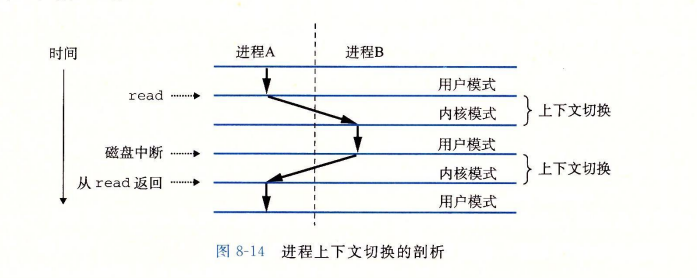 时间
进程A 进程B
用户模式
read
内核模式
上下文切换
用户模式
磁盘中断
内核模式
上下文切换
从 read 返回
用户模式
图 8-14 进程上下文切换的剖析